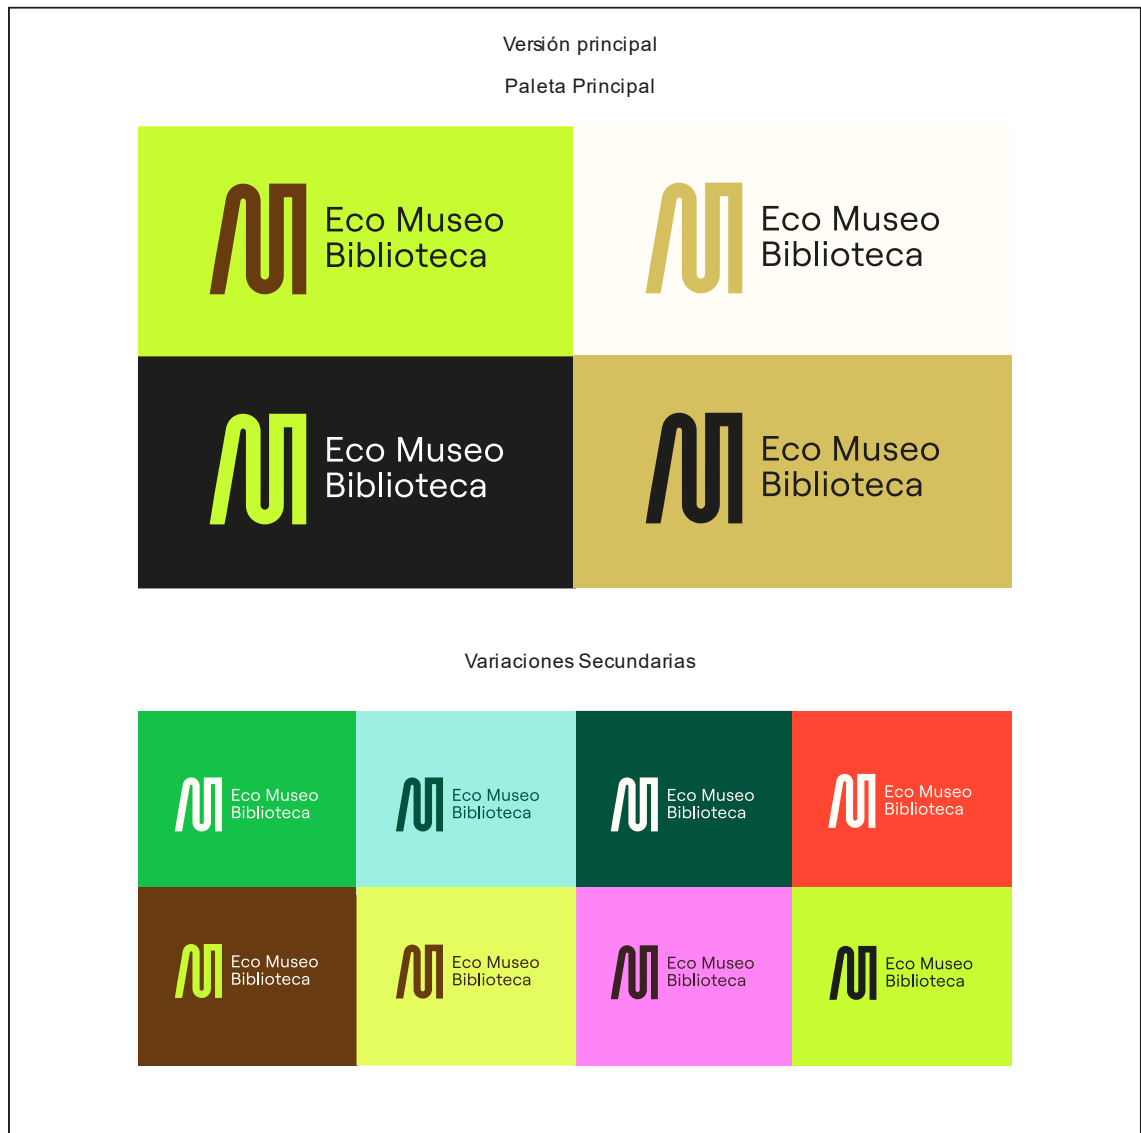 Versión principal
Paleta Principal
Eco Museo
Biblioteca
Eco Museo
Biblioteca
Eco Museo
Biblioteca
Eco Museo
Biblioteca
Variaciones Secundarias
Eco Museo
Biblioteca
Eco Museo
Biblioteca
Eco Museo
Biblioteca
Eco Museo
Biblioteca
Eco Museo
Biblioteca
Eco Museo
Biblioteca
Eco Museo
Biblioteca
Eco Museo
Biblioteca